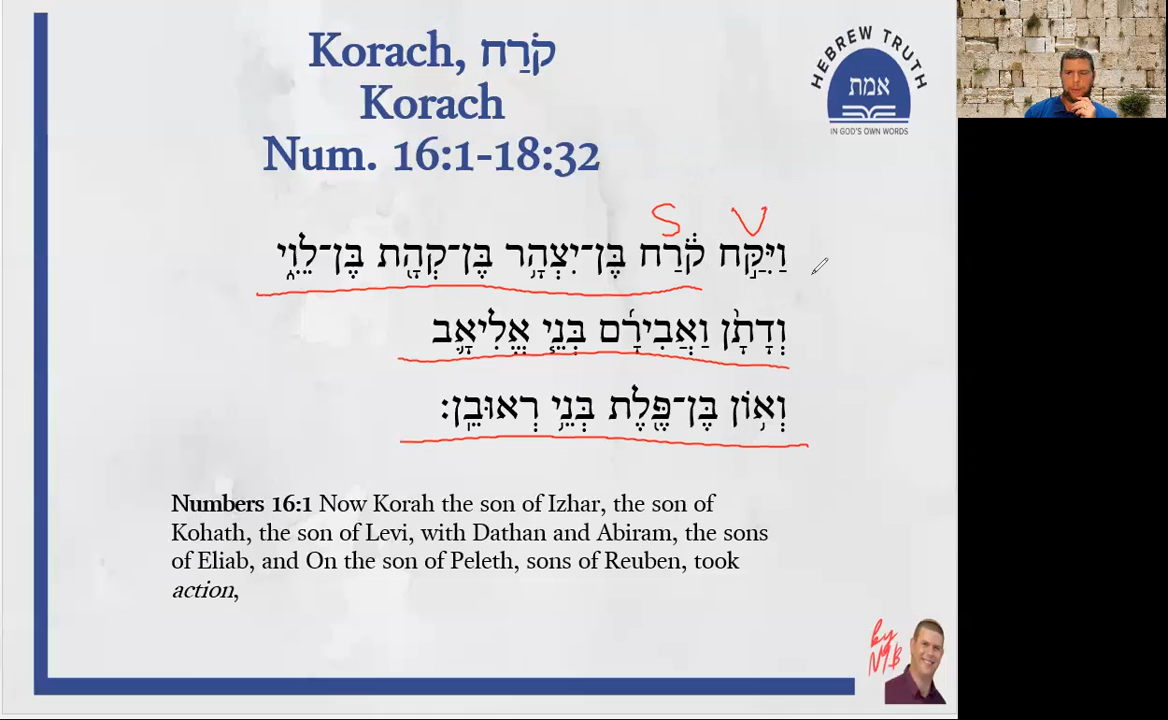 Korach, קֹרַח
Korach
Num. 16:1-18:32
HEBREW TRUTH
אמת
IN GOD'S OWN WORDS
S V
וַיִּקַּ֣ח קֹ֔רַח בֶּן־יִצְהָ֥ר בֶּן־קְהָ֖ת בֶּן־לֵוִ֑י
וְדָתָ֨ן וַאֲבִירָ֜ם בְּנֵ֧י אֱלִיאָ֛ב
וְא֥וֹן בֶּן־פֶּ֖לֶת בְּנֵ֥י רְאוּבֵֽן׃
Numbers 16:1 Now Korah the son of Izhar, the son of
Kohath, the son of Levi, with Dathan and Abiram, the sons
of Eliab, and On the son of Peleth, sons of Reuben, took
action,
by
NMB